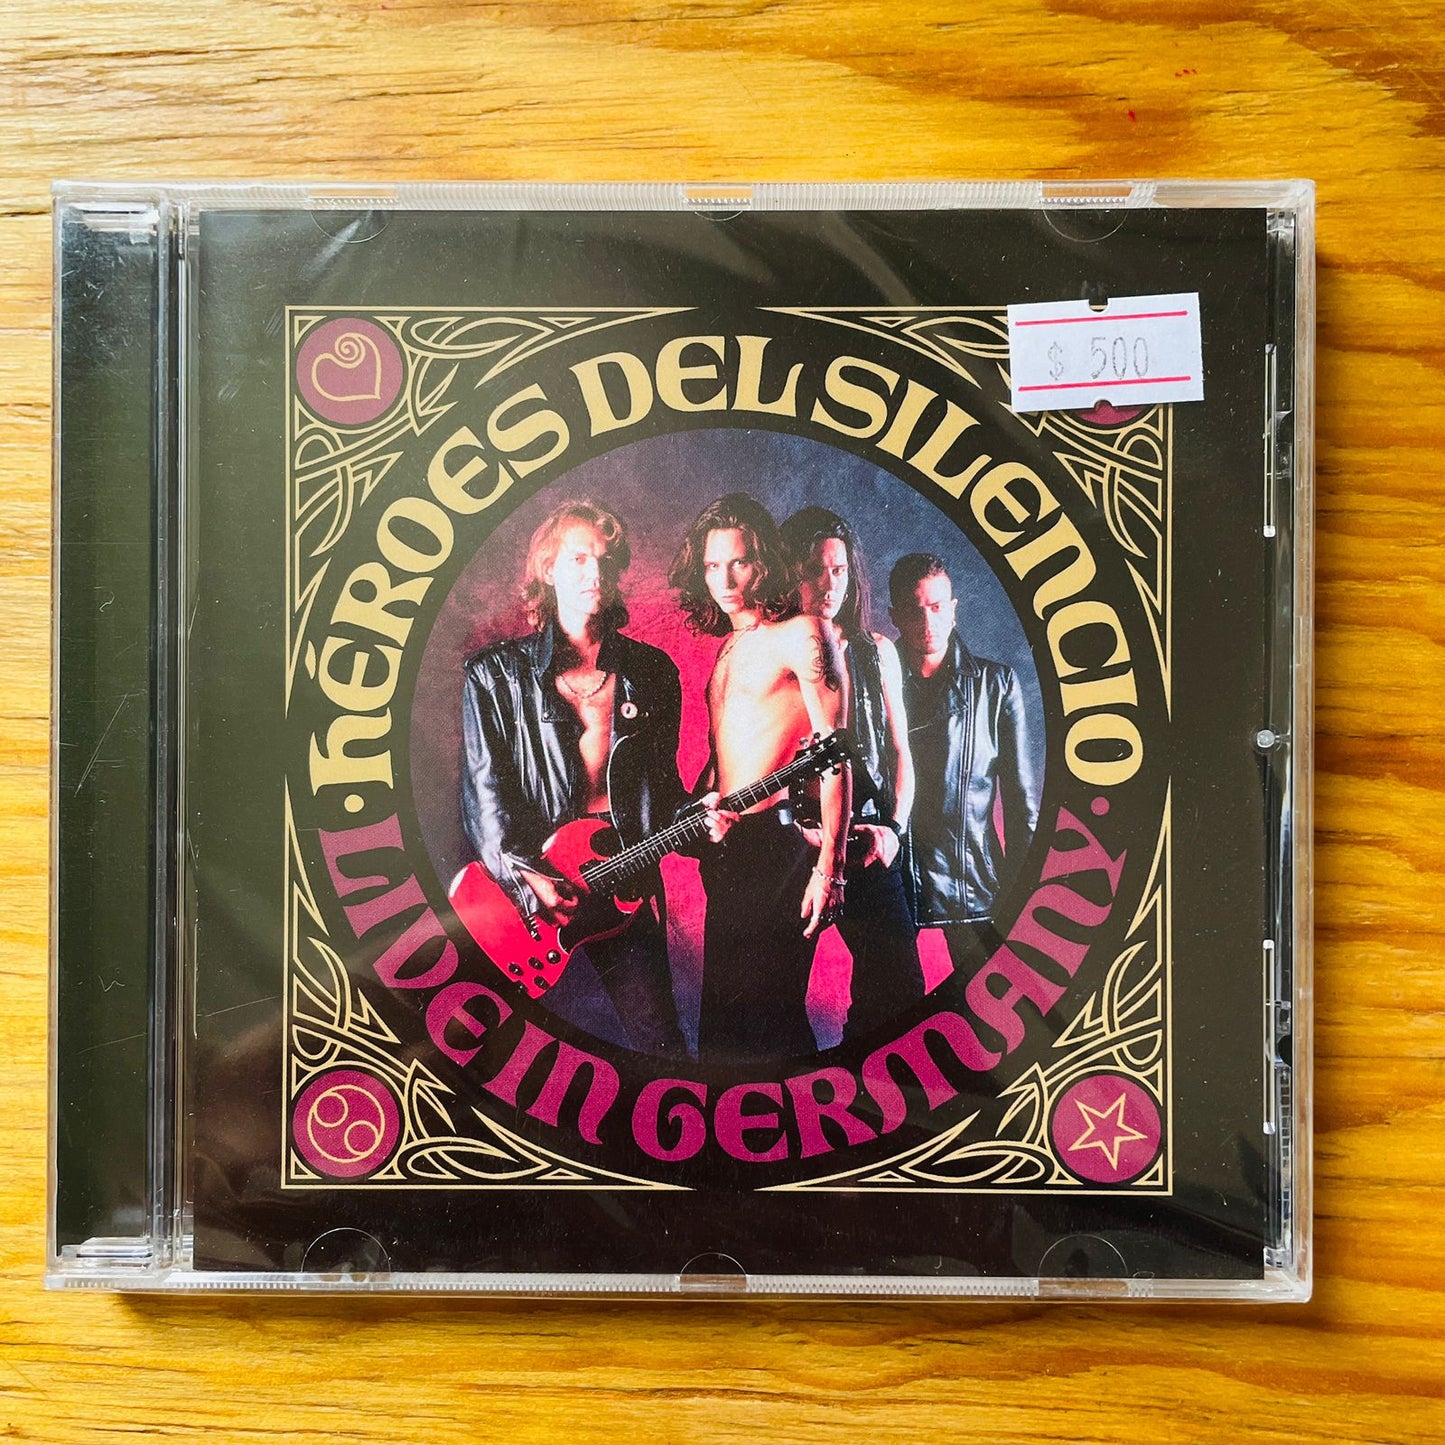 $ 500
·hÉROES DEL SILENCIO·
LIVE IN GERMANY